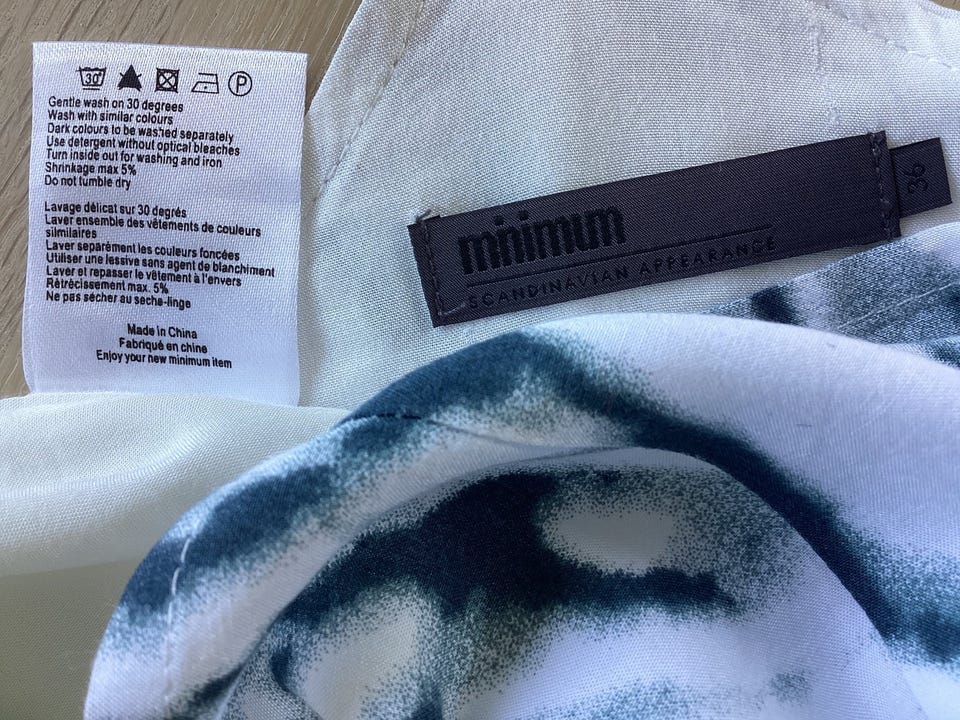 30
P
Gentle wash on 30 degrees
Wash with similar colours
Dark colours to be washed separately
Use detergent without optical bleaches
Turn inside out for washing and iron
Shrinkage max 5%
Do not tumble dry
Lavage délicat sur 30 degrés
Laver ensemble des vêtements de couleurs
silmilaires
Laver separément les couleurs foncées
Utiliser une lessive sans agent de blanchiment
Laver et repasser le vêtement à l'envers
Rétrécissement max. 5%
Ne pas sécher au seche-linge
Made in China
Fabriqué en chine
Enjoy your new minimum item
minimum
SCANDINAVIAN APPEARANCE
36